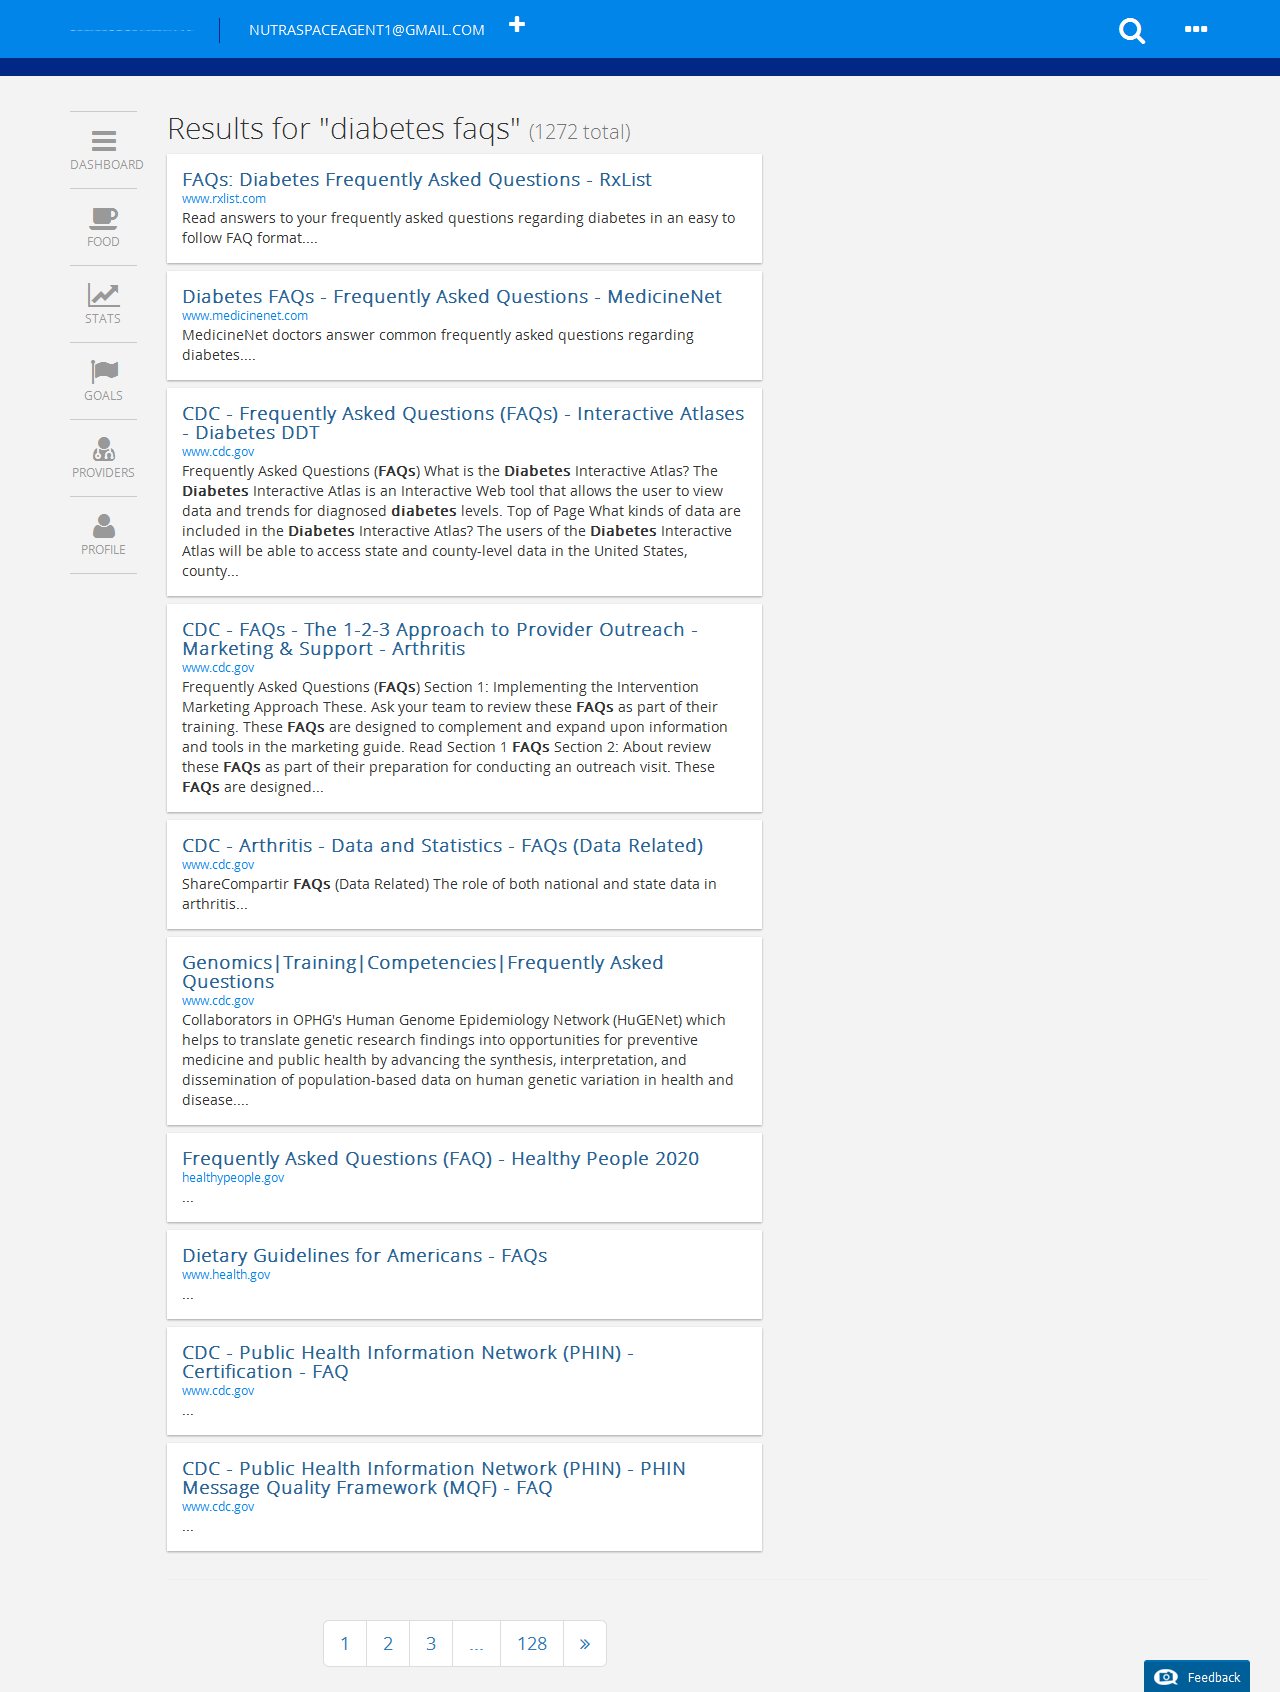 NUTRASPACEAGENT1@GMAIL.COM
DASHBOARD
FOOD
STATS
GOALS
PROVIDERS
PROFILE
Results for "diabetes faqs" (1272 total)
FAQs: Diabetes Frequently Asked Questions - RxList
www.rxlist.com
Read answers to your frequently asked questions regarding diabetes in an easy to
follow FAQ format....
Diabetes FAQs - Frequently Asked Questions - MedicineNet
www.medicinenet.com
MedicineNet doctors answer common frequently asked questions regarding
diabetes....
CDC - Frequently Asked Questions (FAQs) - Interactive Atlases
- Diabetes DDT
www.cdc.gov
Frequently Asked Questions (FAQs) What is the Diabetes Interactive Atlas? The
Diabetes Interactive Atlas is an Interactive Web tool that allows the user to view
data and trends for diagnosed diabetes levels. Top of Page What kinds of data are
included in the Diabetes Interactive Atlas? The users of the Diabetes Interactive
Atlas will be able to access state and county-level data in the United States,
county...
CDC - FAQs - The 1-2-3 Approach to Provider Outreach -
Marketing & Support - Arthritis
www.cdc.gov
Frequently Asked Questions (FAQs) Section 1: Implementing the Intervention
Marketing Approach These. Ask your team to review these FAQs as part of their
training. These FAQs are designed to complement and expand upon information
and tools in the marketing guide. Read Section 1 FAQs Section 2: About review
these FAQs as part of their preparation for conducting an outreach visit. These
FAQs are designed...
CDC - Arthritis - Data and Statistics - FAQs (Data Related)
www.cdc.gov
ShareCompartir FAQs (Data Related) The role of both national and state data in
arthritis...
Genomics|Training|Competencies|Frequently Asked
Questions
www.cdc.gov
Collaborators in OPHG's Human Genome Epidemiology Network (HuGENet) which
helps to translate genetic research findings into opportunities for preventive
medicine and public health by advancing the synthesis, interpretation, and
dissemination of population-based data on human genetic variation in health and
disease....
Frequently Asked Questions (FAQ) - Healthy People 2020
healthypeople.gov
...
Dietary Guidelines for Americans - FAQs
www.health.gov
...
CDC - Public Health Information Network (PHIN) -
Certification - FAQ
www.cdc.gov
...
CDC - Public Health Information Network (PHIN) - PHIN
Message Quality Framework (MQF) - FAQ
www.cdc.gov
...
1 2 3 ... 128 »
Feedback